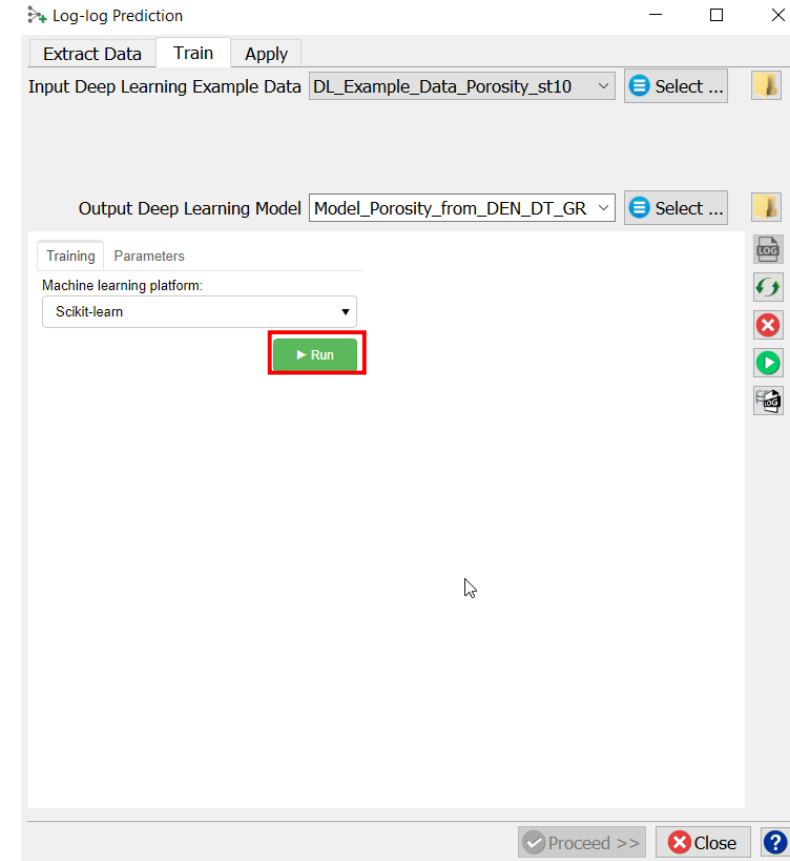 Log-log Prediction
Extract Data Train Apply
Input Deep Learning Example Data DL_Example_Data_Porosity_st10 Select ...
Output Deep Learning Model Model_Porosity_from_DEN_DT_GR Select ...
Training Parameters
LOG
Machine learning platform:
Scikit-learn
Run
LOG
Proceed >> Close ?